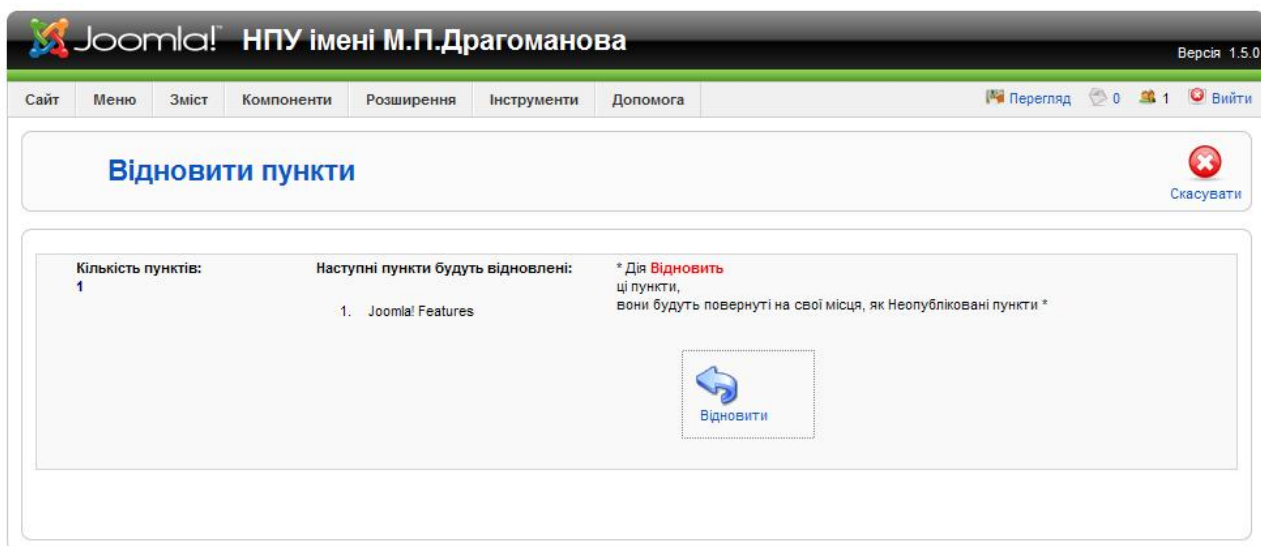 Joomla! НПУ імені М.П.Драгоманова
Версія 1.5.0
Сайт Меню Зміст Компоненти Розширення Інструменти Допомога Перегляд 0 1 Вийти
Відновити пункти
Скасувати
Кількість пунктів: Наступні пункти будуть відновлені: * Дія Відновить
1 ці пункти,
вони будуть повернуті на свої місця, як Неопубліковані пункти *
1. Joomla! Features
Відновити